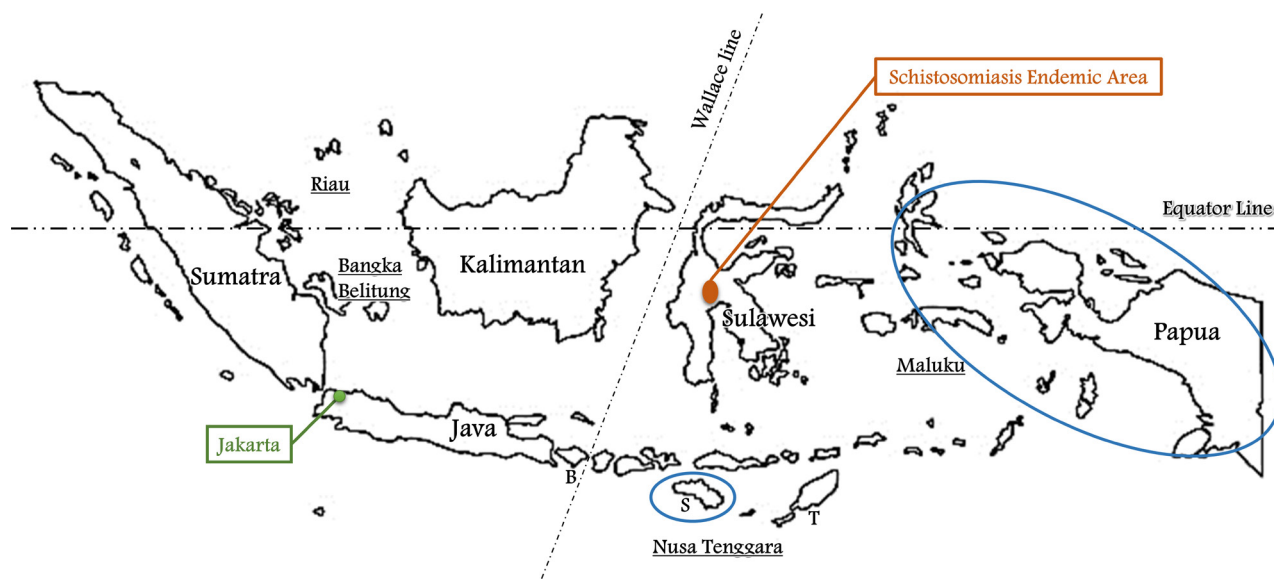 Wallace line
Schistosomiasis Endemic Area
Riau
Equator Line
Sumatra
Bangka
Belitung
Kalimantan
Sulawesi
Papua
Maluku
Jakarta
Java
B
S
T
Nusa Tenggara